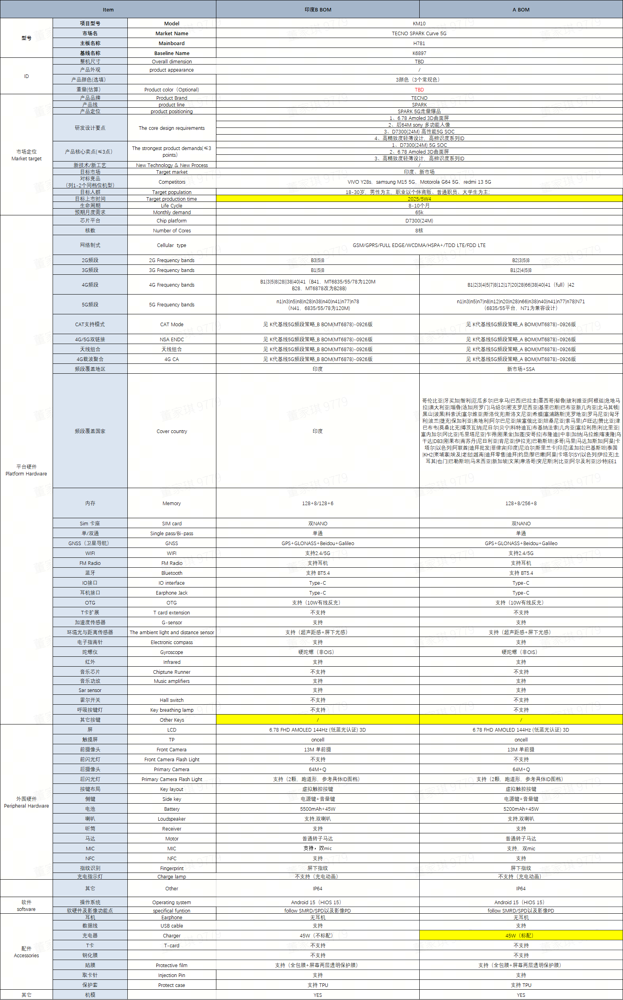 Item 印度B BOM A BOM
型号
项目型号 Model KM10
市场名 Market Name TECNO SPARK Curve 5G
主板名称 Mainboard H781
基线名称 Baseline Name K6897
ID
整机尺寸 Overall dimension TBD
产品外观 product appearance /
产品颜色(选填) 3颜色（3个常规色）
重量(估算) Product color（Optional) TBD
市场定位
Market target
产品品牌 Product Brand TECNO
产品线 product line SPARK
产品定位 product positioning SPARK 5G走量爆品
研发设计要点 The core design requirements
1、6.78 Amoled 3D曲面屏
2、后64M sony 多功能人像
3、D7300(24M) 高性能5G SOC
4、高精致度轻薄设计，高辨识度系列ID
产品核心卖点(≤3点） The strongest product demands(≤3
points)
1、D7300(24M) 5G SOC
2、6.78 Amoled 3D曲面屏
3、高精致度轻薄设计，高辨识度系列ID
新技术/新工艺 New Technology & New Process /
目标市场 Target market 印度、新市场
对标竞品
（列1-2个同档位机型） Competitors VIVO Y28s，samsung M15 5G，Motorola G64 5G，redmi 13 5G
目标人群 Target population 18-30岁，男性为主，职业以个体商贩、普通职员、大学生为主；
目标上市时间 Target production time 2025/5W4
生命周期 Life Cycle 8-10个月
预期月度需求 Monthly demand 65k
平台硬件
Platform Hardware
芯片平台 Chip platform D7300(24M)
核数 Number of Cores 8核
网络制式 Cellular type GSM/GPRS/FULL EDGE/WCDMA/HSPA+/TDD LTE/FDD LTE
2G频段 2G Frequency bands B3|5|8 B2|3|5|8
3G频段 3G Frequency bands B1|5|8 B1|2|4|5|8
4G频段 4G Frequency bands
B1|3|5|8|28||38|40|41（B41，MT6835/55/78为120M
B28，MT6878改为B28B)
B1|2|3|4|5|7|8|12|17|20|28|66|38|40|41（full）|42
5G频段 5G Frequency bands
n1|n3|n5|n8|n28|n38|n40|n41|n77|n78
（N41，6835/55/78为120M)
n1|n3|n5|n7|n8|n12|n20|n28|n66|n38|n40|n41|n77|n78|N71
（6835/55平台，N71为兼容设计）
CAT支持模式 CAT Mode 见 K代基线5G频段策略_B BOM(MT6878)-0926版 见 K代基线5G频段策略_A BOM(MT6878)-0926版
4G/5G双链接 NSA ENDC 见 K代基线5G频段策略_B BOM(MT6878)-0926版 见 K代基线5G频段策略_A BOM(MT6878)-0926版
天线组合 天线组合 见 K代基线5G频段策略_B BOM(MT6878)-0926版 见 K代基线5G频段策略_A BOM(MT6878)-0926版
4G载波聚合 4G CA 见 K代基线5G频段策略_B BOM(MT6878)-0926版 见 K代基线5G频段策略_A BOM(MT6878)-0926版
频段覆盖地区 印度 新市场+SSA
频段覆盖国家 Cover country 印度
哥伦比亚|牙买加|智利|厄瓜多尔|巴拿马|巴西|巴拉圭|墨西哥|秘鲁|玻利维亚|阿根廷|危地马
拉|澳大利亚|瑙鲁|汤加|所罗门|马绍尔|密克罗尼西亚|基里巴斯|巴布亚新几内亚|北马其顿|
黑山|波黑|科索沃|塞尔维亚|斯洛伐克|斯洛文尼亚|希腊|塞浦路斯|克罗地亚|罗马尼亚|匈牙
利|波兰|捷克|保加利亚|奥地利|阿尔巴尼亚|埃塞俄比亚|坦桑尼亚|索马里|卢旺达|赞比亚|津
巴布韦|莫桑比克|博茨瓦纳|尼日尔|贝宁|科特迪瓦|布基纳法索|几内亚|塞拉利昂|利比里亚|
塞内加尔|冈比亚|毛里塔尼亚|乍得|刚果金|加蓬|安哥拉|布隆迪||中非|加纳|马拉维|喀麦隆|乌
干达|DB3|刚果布|南苏丹|尼日利亚|肯尼亚|伊拉克|巴勒斯坦|多哥|马里|马达加斯加|阿曼|卡
塔尔|以色列|阿联酋|迪拜批发|菲律宾|印度|尼泊尔|斯里兰卡|印尼|孟加拉|巴基斯坦|泰国
|KH2|柬埔寨|埃及|老挝|越南|迪拜零售|迪拜|约旦|黎巴嫩|阿曼|卡塔尔|SY|以色列|伊拉克|土
耳其|也门|巴勒斯坦|马来西亚|新加坡|文莱|摩洛哥|突尼斯|利比亚|阿尔及利亚|沙特|EE1
内存 Memory 128+8/128+6 128+8/256+8
Sim 卡座 SIM card 双NANO 双NANO
单/双通 Single pass/Bi-pass 单通 单通
GNSS（卫星导航） GNSS GPS+GLONASS+Beidou+Galileo GPS+GLONASS+Beidou+Galileo
WIFI WIFI 支持2.4/5G 支持2.4/5G
FM Radio FM Radio 支持耳机 支持耳机
蓝牙 Bluetooth 支持 BT5.4 支持 BT5.4
IO接口 IO interface Type-C Type-C
耳机接口 Earphone Jack Type-C Type-C
OTG OTG 支持（10W有线反充） 支持（10W有线反充）
T卡扩展 T card extension 不支持 不支持
加速度传感器 G-sensor 支持 支持
环境光与距离传感器 The ambient light and distance sensor 支持（超声距感+屏下光感） 支持（超声距感+屏下光感）
电子指南针 Electronic compass 支持 支持
陀螺仪 Gyroscope 硬陀螺（非OIS） 硬陀螺（非OIS）
红外 Infrared 支持 支持
音乐芯片 Chiptune Runner 不支持 不支持
音乐功放 Music amplifiers 支持 支持
Sar sensor 支持 支持
霍尔开关 Hall switch 不支持 不支持
呼吸按键灯 Key breathing lamp 不支持 不支持
其它按键 Other Keys / /
外围硬件
Peripheral Hardware
屏 LCD 6.78 FHD AMOLED 144Hz (低蓝光认证) 3D 6.78 FHD AMOLED 144Hz (低蓝光认证) 3D
触摸屏 TP oncell oncell
前摄像头 Front Camera 13M 单前摄 13M 单前摄
前闪光灯 Front Camera Flash Light 不支持 不支持
后摄像头 Primary Camera 64M+Q 64M+Q
后闪光灯 Primary Camera Flash Light 支持（2颗，跑道形，参考具体ID图档） 支持（2颗，跑道形，参考具体ID图档）
按键布局 Key layout 虚拟触控按键 虚拟触控按键
侧键 Side key 电源键+音量键 电源键+音量键
电池 Battery 5500mAh+45W 5200mAh+45W
喇叭 Loudspeaker 支持,双喇叭 支持,双喇叭
听筒 Receiver 支持 支持
马达 Motor 普通转子马达 普通转子马达
MIC MIC 支持，双mic 支持，双mic
NFC NFC 支持 支持
指纹识别 Fingerprint 屏下指纹 屏下指纹
充电指示灯 Charge lamp 不支持（充电动画） 不支持（充电动画）
其它 Other IP64 IP64
软件
software
操作系统 Operating system Android 15（HIOS 15） Android 15（HIOS 15）
软硬件及影像功能点 specifical funtion follow SMRD/SPD以及影像PD follow SMRD/SPD以及影像PD
配件
Accessories
耳机 Earphone 无耳机 无耳机
数据线 USB cable 支持 支持
充电器 Charger 45W（不标配） 45W（标配）
T卡 T-card 不支持 不支持
钢化膜 不支持 不支持
贴膜 Protective film 支持（全包膜+屏幕两层透明保护膜） 支持（全包膜+屏幕两层透明保护膜）
取卡针 Injection Pin 支持 支持
保护套 Protect case 支持 TPU 支持 TPU
其它 机模 YES YES
董家琪 9779